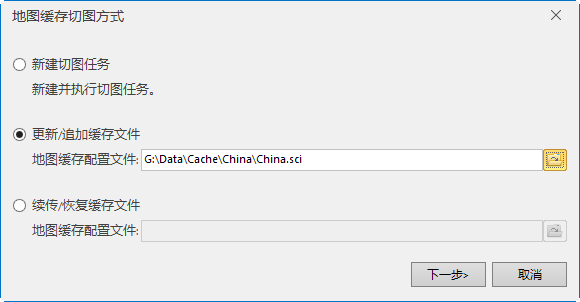 地图缓存切图方式
新建切图任务
新建并执行切图任务。
更新/追加缓存文件
地图缓存配置文件: G:\Data\Cache\China\China.sci
续传/恢复缓存文件
地图缓存配置文件:
下一步> 取消